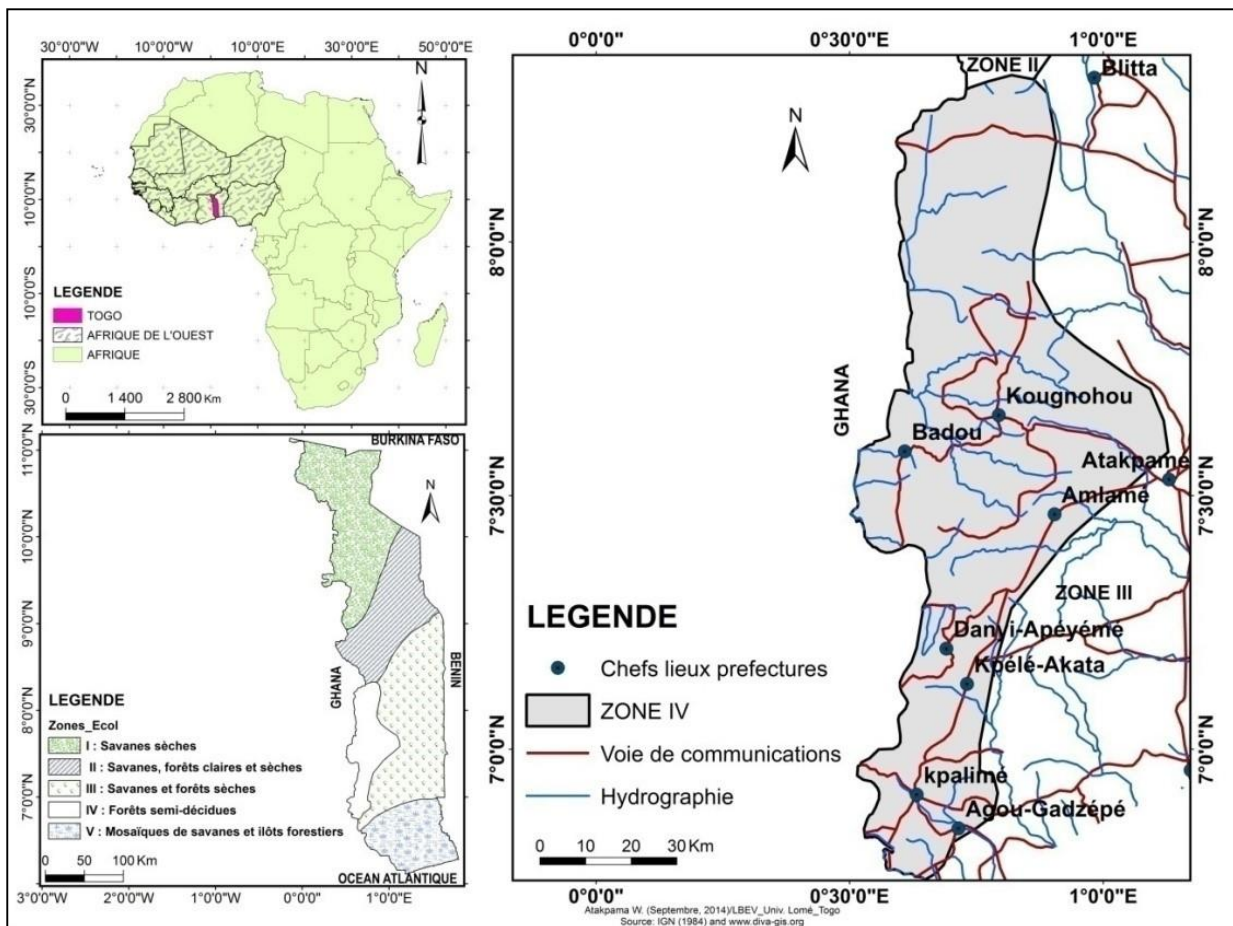 30°0'0"W 10°0'0"W 10°0'0"E 30°0'0"E 50°0'0"E
N
30°0'0"N
10°0'0"N
10°0'0"S
30°0'0"S
LEGENDE
TOGO
AFRIQUE DE L'OUEST
AFRIQUE
0 1 400 2 800 Km
BURKINA FASO
N
11°0'0"N
10°0'0"N
9°0'0"N
8°0'0"N
7°0'0"N
GHANA
BENIN
LEGENDE
Zones_Ecol
I : Savanes sèches
II : Savanes, forêts claires et sèches
III : Savanes et forêts sèches
IV : Forêts semi-décidues
V : Mosaïques de savanes et ilôts forestiers
0 50 100 Km
OCEAN ATLANTIQUE
3°0'0"W 2°0'0"W 1°0'0"W 0°0'0" 1°0'0"E
0°0'0" 0°30'0"E 1°0'0"E
ZONE II
Blitta
N
8°0'0"N
8°0'0"N
GHANA
Kougnohou
Badou
Atakpamé
7°30'0"N
7°30'0"N
Amlamé
ZONE III
Danyi-Apéyémé
Kpélé-Akata
7°0'0"N
7°0'0"N
kpalimé
Agou-Gadzépé
LEGENDE
Chefs lieux prefectures
ZONE IV
Voie de communications
Hydrographie
0 10 20 30 Km
0°0'0" 0°30'0"E 1°0'0"E
Atakpama W. (Septembre, 2014)/LBEV_Univ. Lomé_Togo
Source: IGN (1984) and www.diva-gis.org